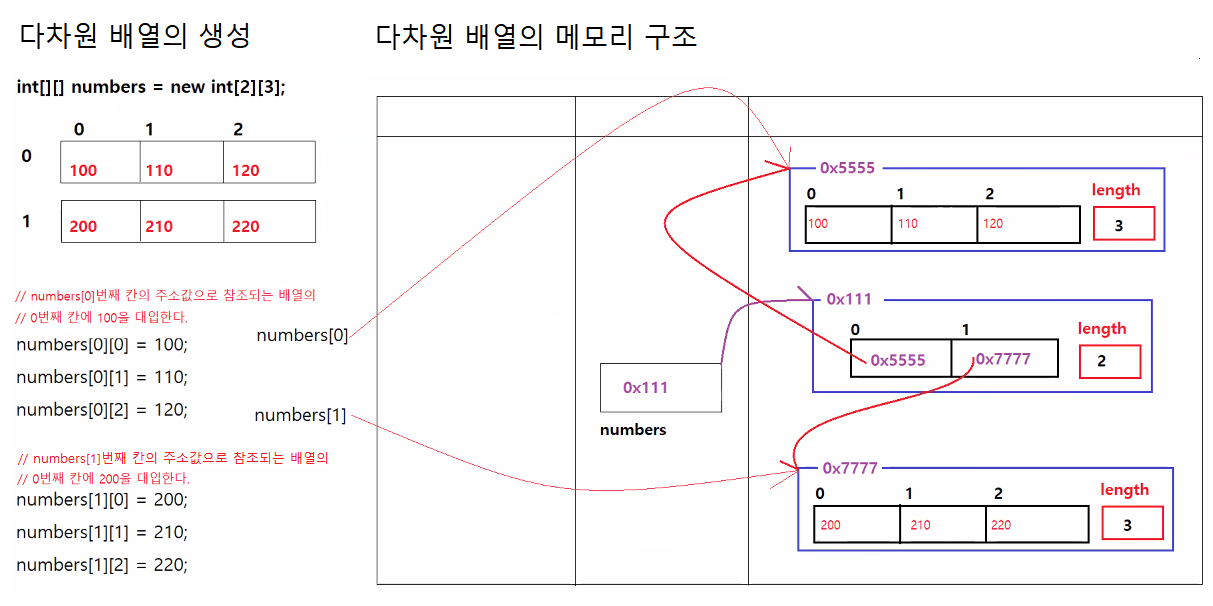 다차원 배열의 생성
int[][] numbers = new int[2][3];
0 1 2
0
100 110 120
1
200 210 220
// numbers[0]번째 칸의 주소값으로 참조되는 배열의
// 0번째 칸에 100을 대입한다.
numbers[0][0] = 100;
numbers[0][1] = 110;
numbers[0][2] = 120;
numbers[0]
numbers[1]
// numbers[1]번째 칸의 주소값으로 참조되는 배열의
// 0번째 칸에 200을 대입한다.
numbers[1][0] = 200;
numbers[1][1] = 210;
numbers[1][2] = 220;
다차원 배열의 메모리 구조
0x5555
0 1 2 length
100 110 120 3
0x111
0 1 length
0x5555 0x7777 2
0x111
numbers
0x7777
0 1 2 length
200 210 220 3